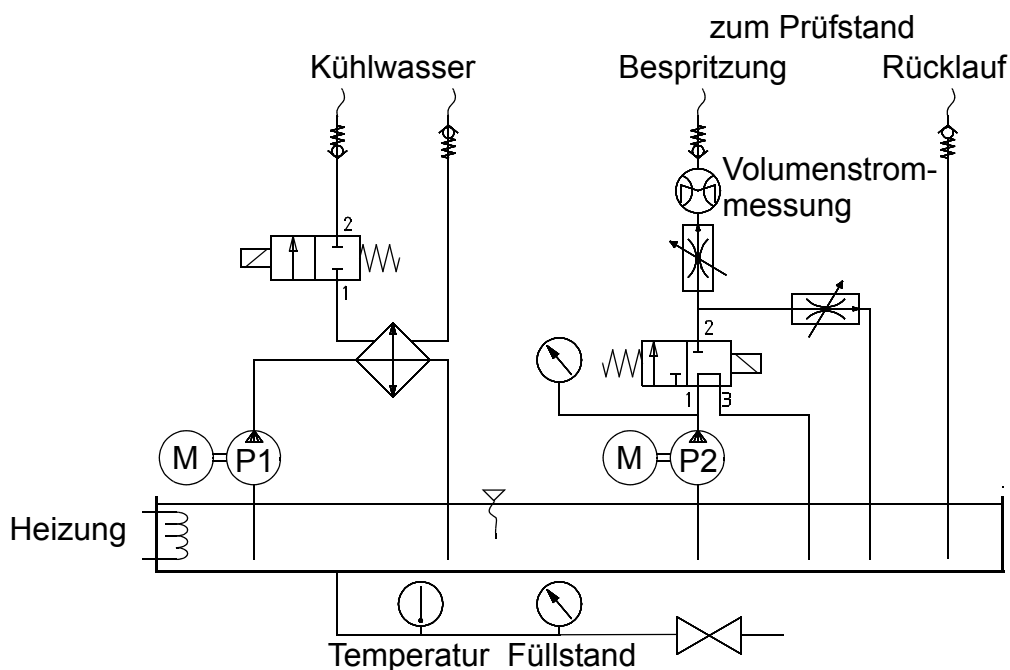 zum Prüfstand
Kühlwasser
Bespritzung
Rücklauf
Volumenstrom-
messung
2
1
2
1
3
M
P1
M
P2
Heizung
Temperatur
Füllstand